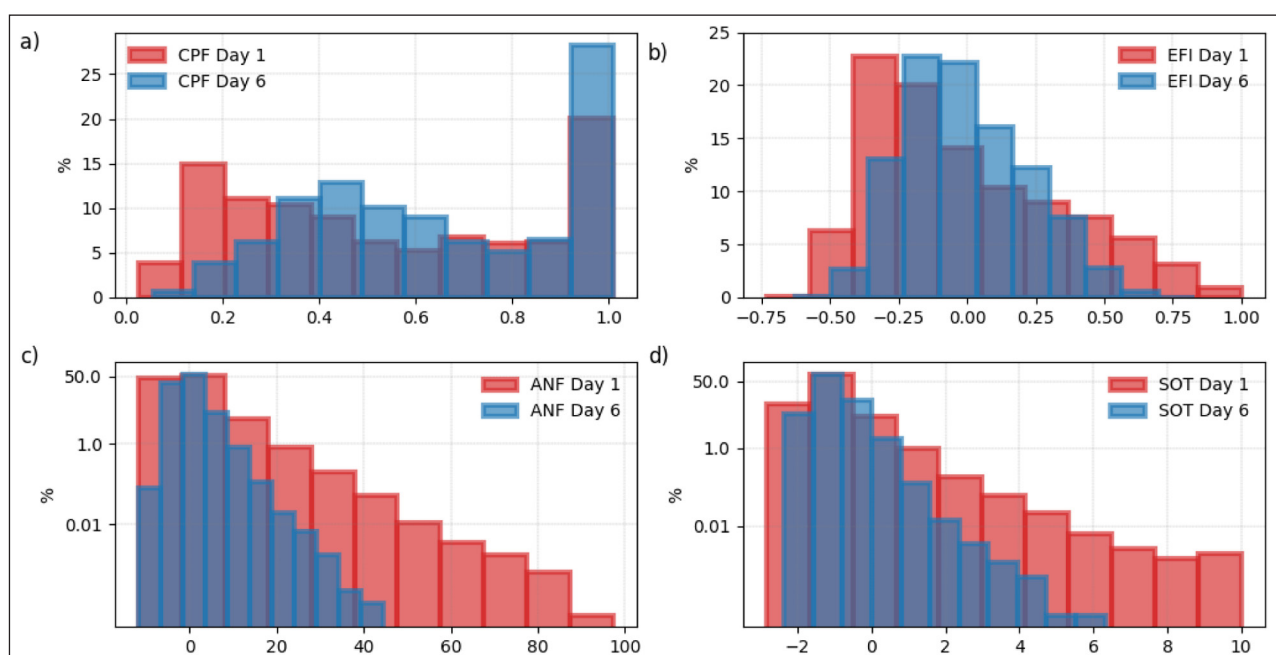 a)
CPF Day 1
CPF Day 6
%
25
20
15
10
5
0
0.0 0.2 0.4 0.6 0.8 1.0
b)
EFI Day 1
EFI Day 6
%
25
20
15
10
5
0
−0.75 −0.50 −0.25 0.00 0.25 0.50 0.75 1.00
c)
ANF Day 1
ANF Day 6
%
50.0
1.0
0.01
0 20 40 60 80 100
d)
SOT Day 1
SOT Day 6
%
50.0
1.0
0.01
−2 0 2 4 6 8 10